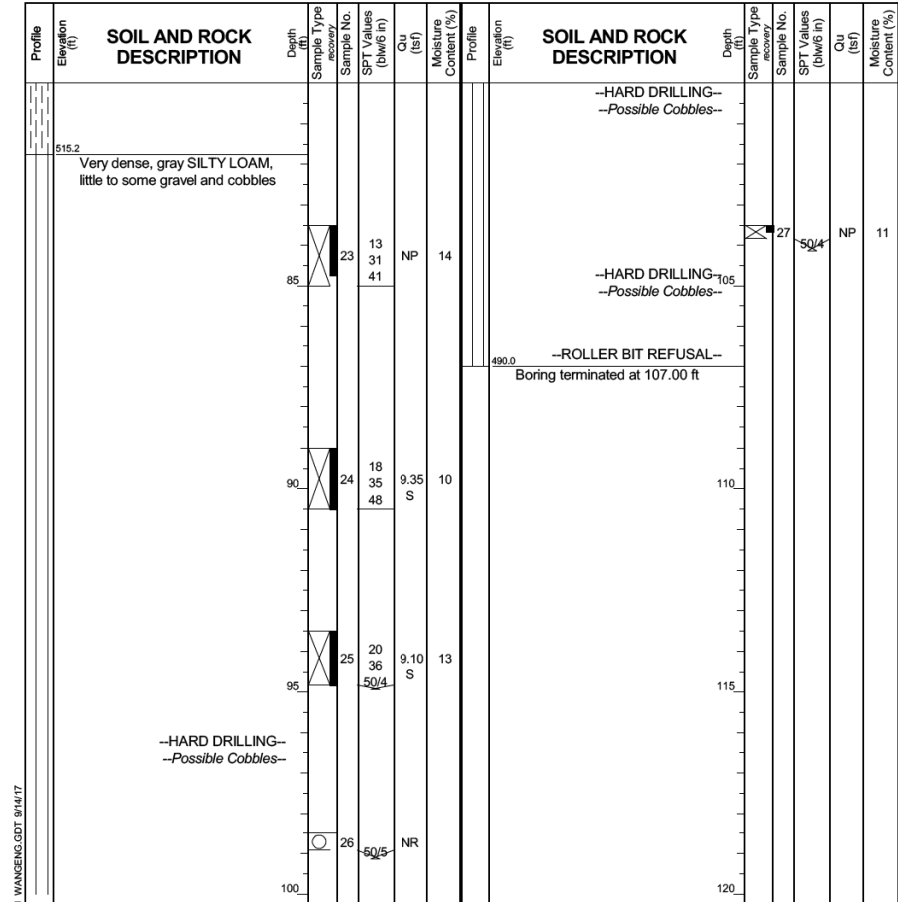 Profile
Elevation
(ft)
SOIL AND ROCK
DESCRIPTION
Depth
(ft)
Sample Type
recovery
Sample No.
SPT Values
(blw/6 in)
Qu
(tsf)
Moisture
Content (%)
515.2
Very dense, gray SILTY LOAM,
little to some gravel and cobbles
85
23
13
31
41
NP
14
90
24
18
35
48
9.35
S
10
95
25
20
36
50/4
9.10
S
13
--HARD DRILLING--
--Possible Cobbles--
26
50/5
NR
100
WANGENG.GDT 9/14/17
Profile
Elevation
(ft)
SOIL AND ROCK
DESCRIPTION
Depth
(ft)
Sample Type
recovery
Sample No.
SPT Values
(blw/6 in)
Qu
(tsf)
Moisture
Content (%)
--HARD DRILLING--
--Possible Cobbles--
27
50/4
NP
11
--HARD DRILLING--
105
--Possible Cobbles--
--ROLLER BIT REFUSAL--
490.0
Boring terminated at 107.00 ft
110
115
120